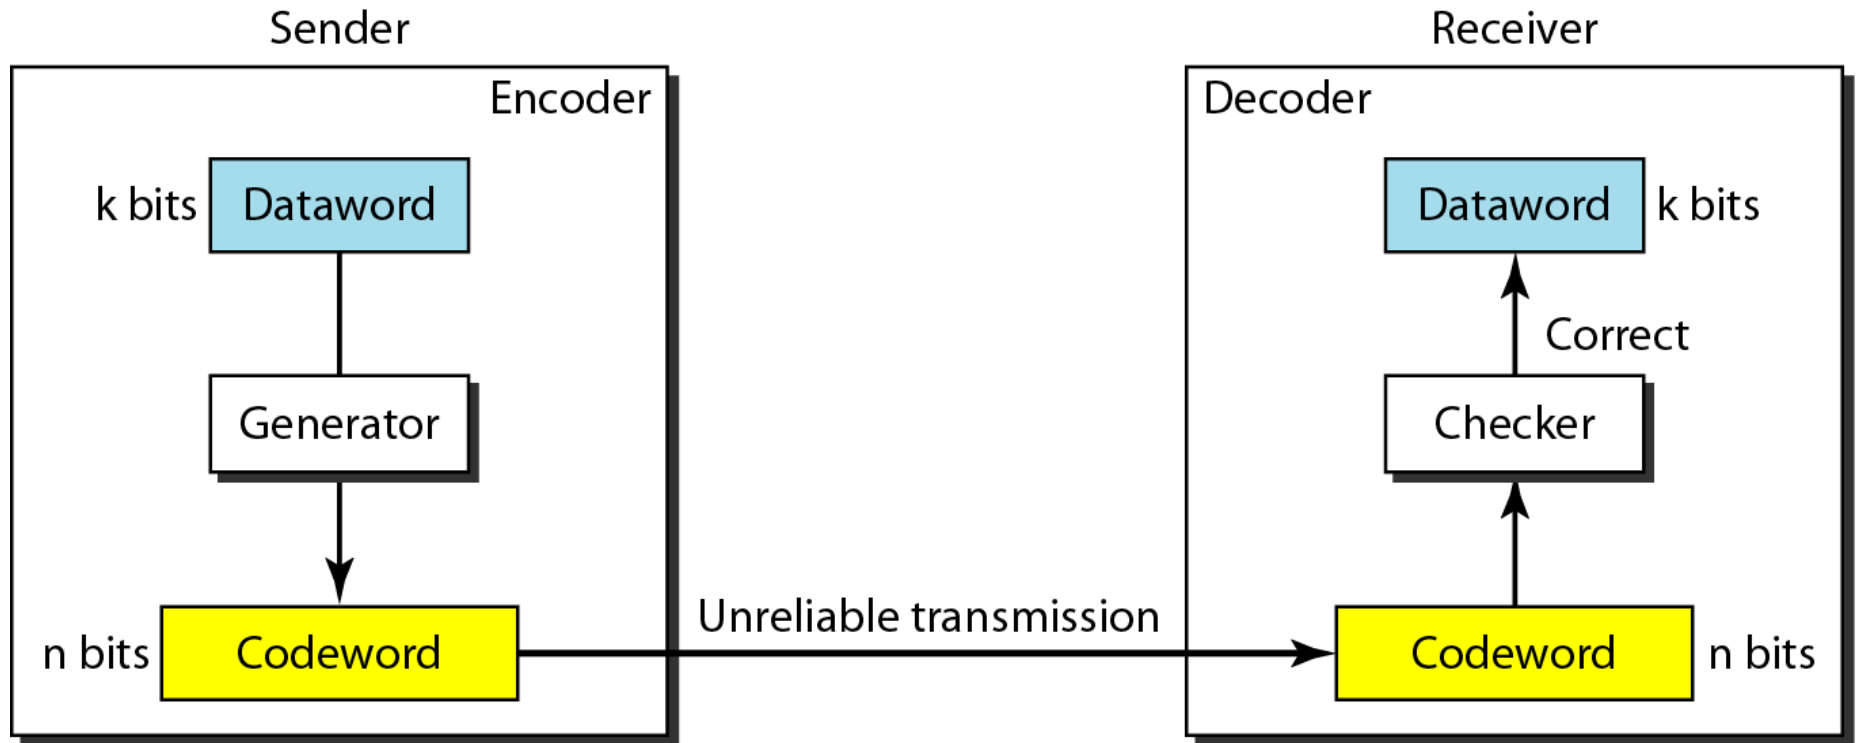 Sender
Receiver
Encoder
Decoder
k bits
Dataword
Dataword
k bits
Correct
Generator
Checker
Unreliable transmission
n bits
Codeword
Codeword
n bits